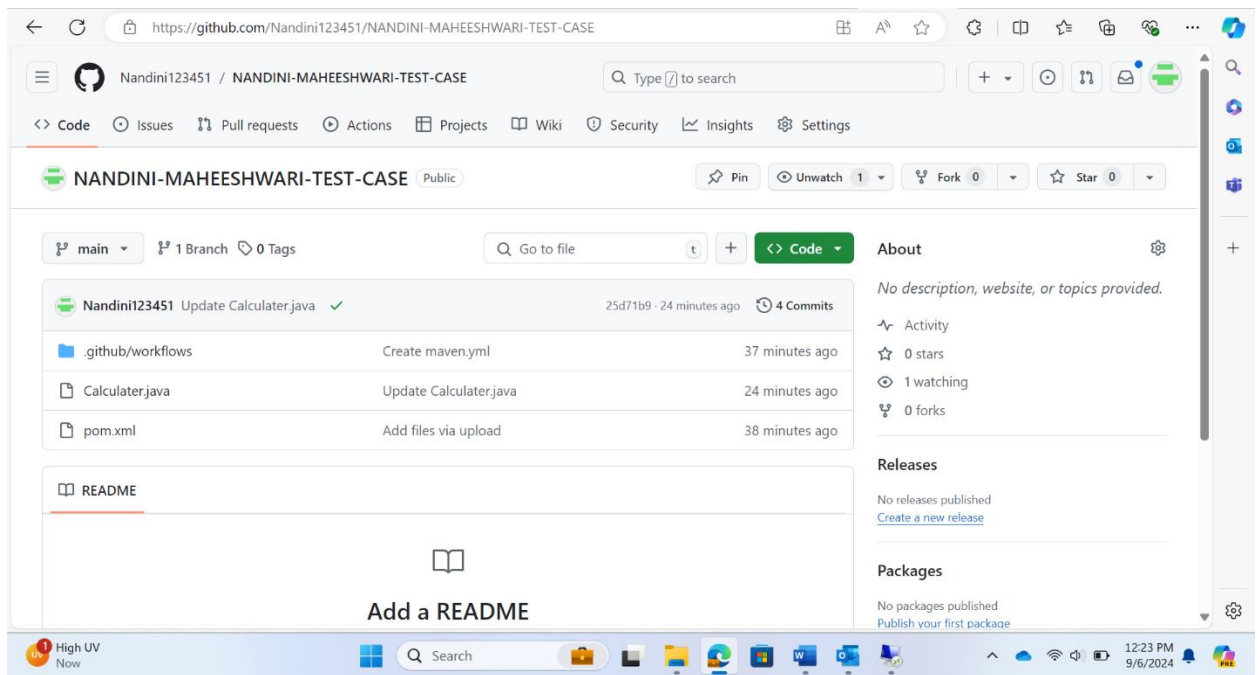 https://github.com/Nandini123451/NANDINI-MAHEESHWARI-TEST-CASE
Nandini123451 / NANDINI-MAHEESHWARI-TEST-CASE
Type / to search
<> Code Issues Pull requests Actions Projects Wiki Security Insights Settings
NANDINI-MAHEESHWARI-TEST-CASE Public
Pin Unwatch 1 Fork 0 Star 0
main 1 Branch 0 Tags
Go to file t + <> Code
Nandini123451 Update Calculater.java 25d71b9 · 24 minutes ago 4 Commits
.github/workflows Create maven.yml 37 minutes ago
Calculater.java Update Calculater.java 24 minutes ago
pom.xml Add files via upload 38 minutes ago
README
Add a README
About
No description, website, or topics provided.
Activity
0 stars
1 watching
0 forks
Releases
No releases published
Create a new release
Packages
No packages published
Publish your first package
UV 1 High UV
Now
Search
W
PRE
12:23 PM
9/6/2024